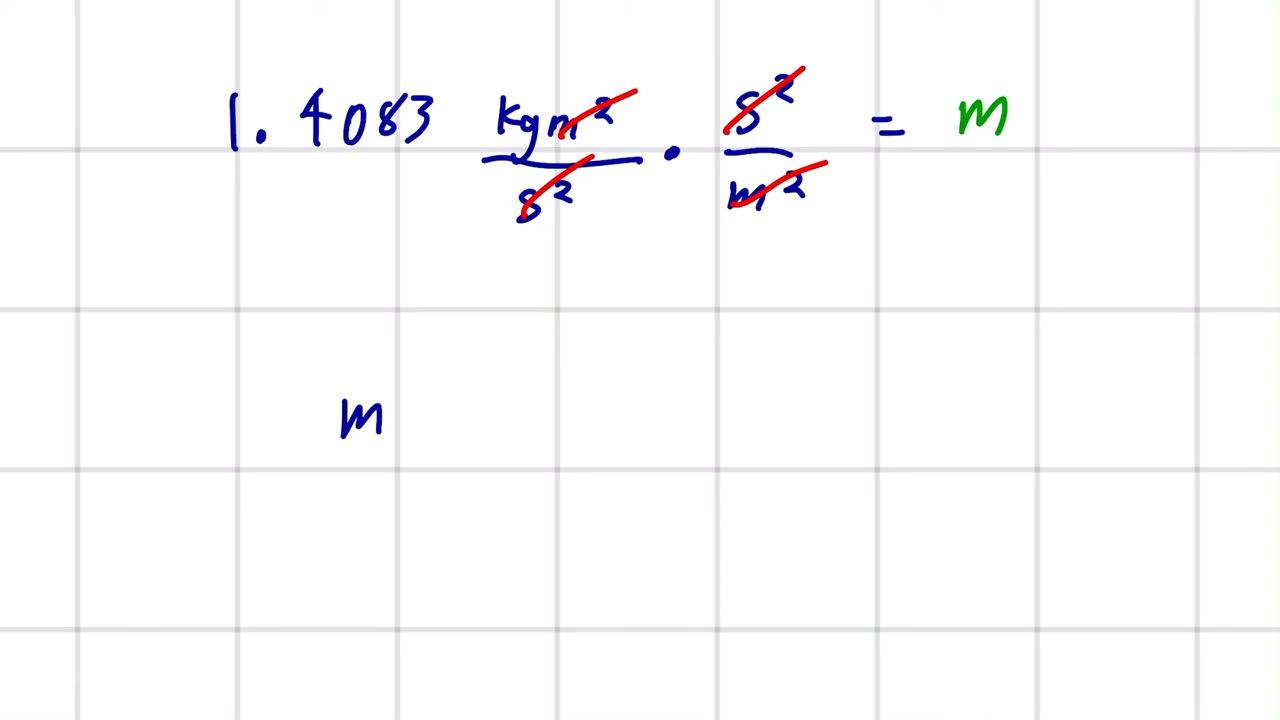 1.4083 kgm²/s² · s²/m² = m
m